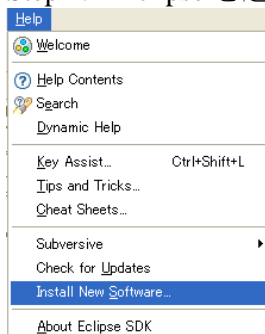 Help
Welcome
Help Contents
Search
Dynamic Help
Key Assist... Ctrl+Shift+L
Tips and Tricks...
Cheat Sheets...
Subversive
Check for Updates
Install New Software...
About Eclipse SDK